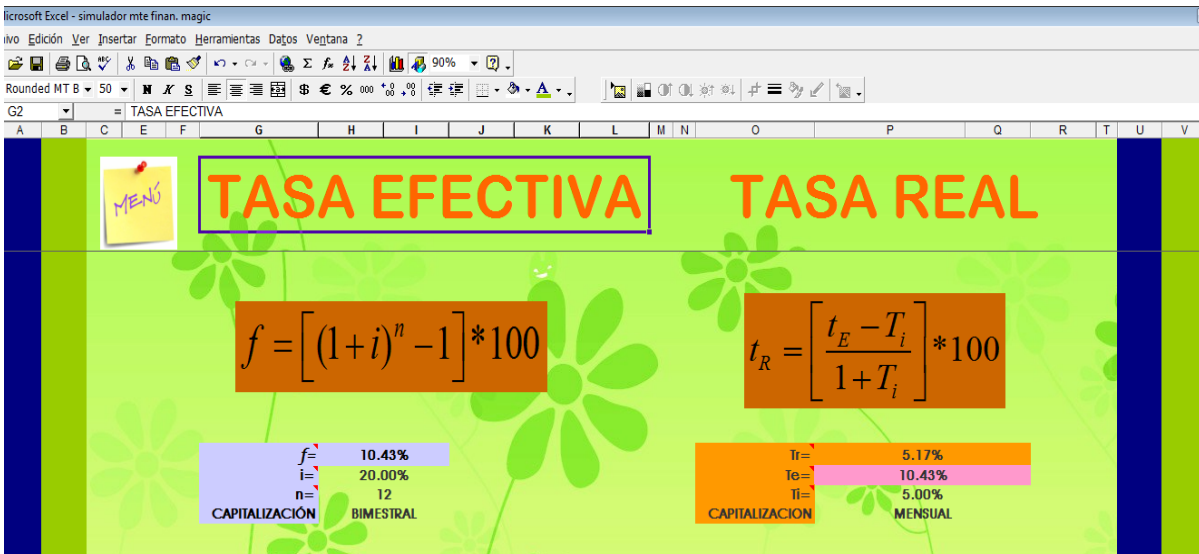 Microsoft Excel - simulador mte finan. magic
ivo Edición Ver Insertar Formato Herramientas Datos Ventana ?
90%
Rounded MT B 50 N K S $ € % 000
G2 = TASA EFECTIVA
A B C E F G H I J K L M N O P Q R T U V
MENÚ
TASA EFECTIVA TASA REAL
f = [(1+i)^n − 1] * 100
t_R = [(t_E − T_i) / (1 + T_i)] * 100
f= 10.43% Tr= 5.17%
i= 20.00% Te= 10.43%
n= 12 Ti= 5.00%
CAPITALIZACIÓN BIMESTRAL CAPITALIZACION MENSUAL